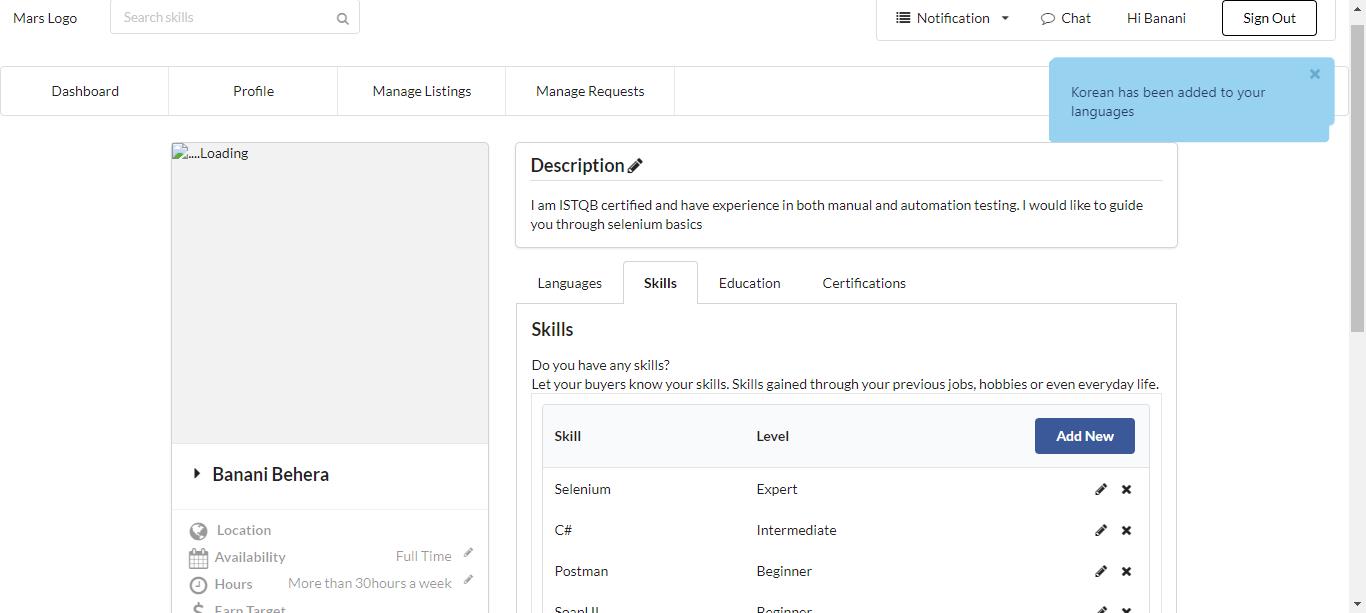 Mars Logo
Search skills
Notification
Chat
Hi Banani
Sign Out
Dashboard
Profile
Manage Listings
Manage Requests
Korean has been added to your
languages
....Loading
Description
I am ISTQB certified and have experience in both manual and automation testing. I would like to guide
you through selenium basics
Languages
Skills
Education
Certifications
Skills
Do you have any skills?
Let your buyers know your skills. Skills gained through your previous jobs, hobbies or even everyday life.
Skill Level Add New
Selenium Expert
C# Intermediate
Postman Beginner
SoapUI Beginner
Banani Behera
Location
Availability Full Time
Hours More than 30hours a week
Earn Target